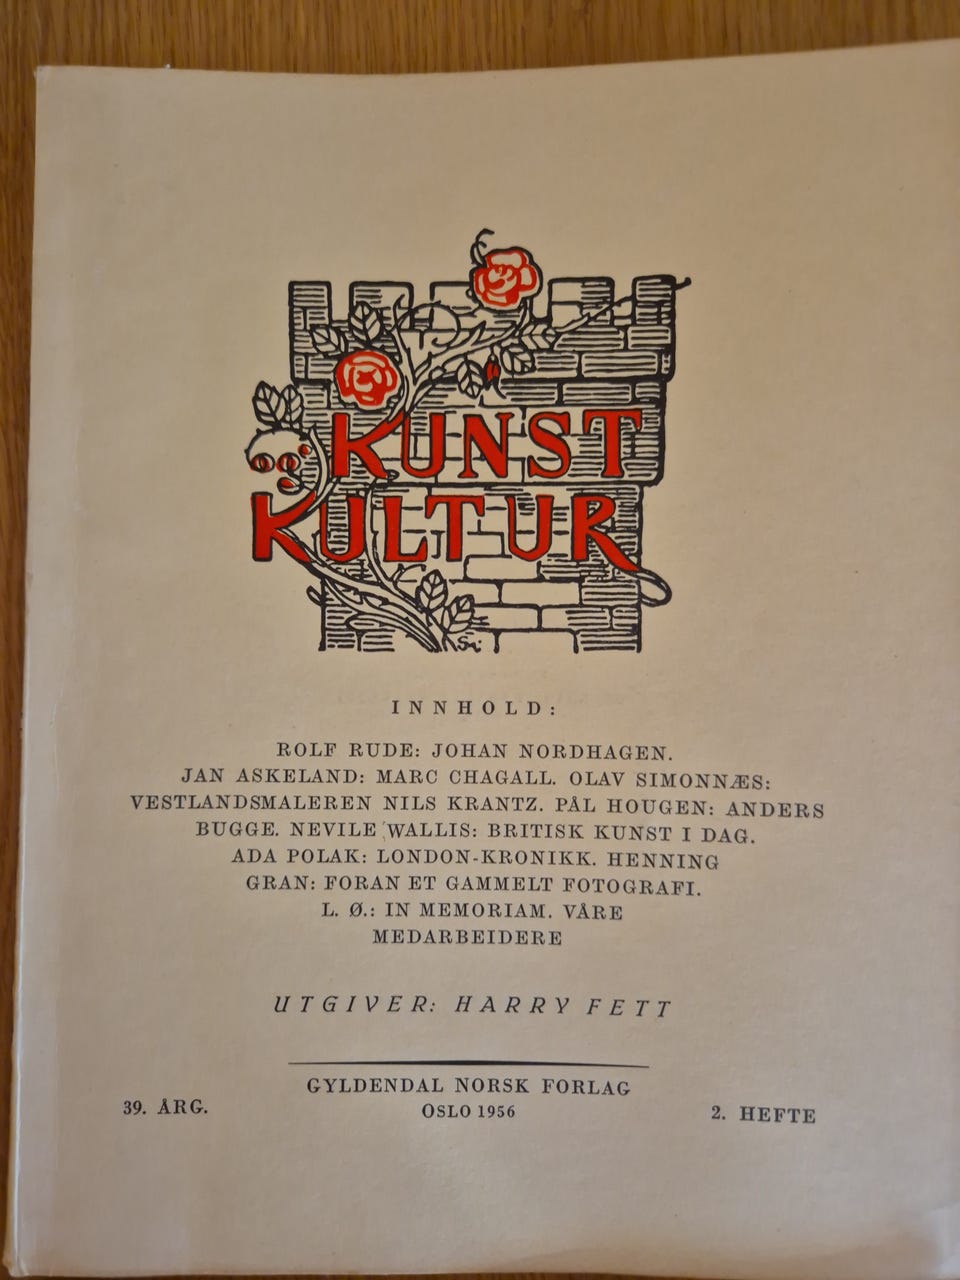 KUNST
KULTUR
INNHOLD:
ROLF RUDE: JOHAN NORDHAGEN.
JAN ASKELAND: MARC CHAGALL. OLAV SIMONNÆS:
VESTLANDSMALEREN NILS KRANTZ. PÅL HOUGEN: ANDERS
BUGGE. NEVILE WALLIS: BRITISK KUNST I DAG.
ADA POLAK: LONDON-KRONIKK. HENNING
GRAN: FORAN ET GAMMELT FOTOGRAFI.
L. Ø.: IN MEMORIAM. VÅRE
MEDARBEIDERE
UTGIVER: HARRY FETT
GYLDENDAL NORSK FORLAG
39. ÅRG.
OSLO 1956
2. HEFTE